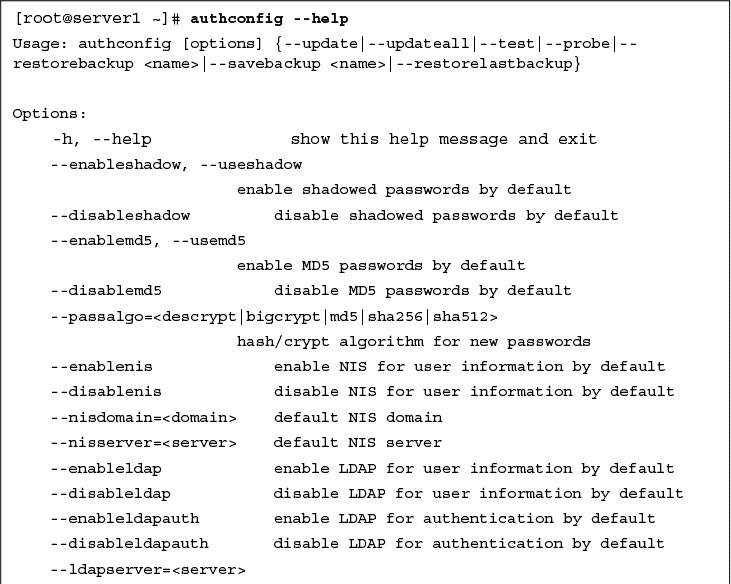 [root@server1 ~]# authconfig --help
Usage: authconfig [options] {--update|--updateall|--test|--probe|--
restorebackup <name>|--savebackup <name>|--restorelastbackup}
Options:
-h, --help show this help message and exit
--enableshadow, --useshadow
enable shadowed passwords by default
--disableshadow disable shadowed passwords by default
--enablemd5, --usemd5
enable MD5 passwords by default
--disablemd5 disable MD5 passwords by default
--passalgo=<descrypt|bigcrypt|md5|sha256|sha512>
hash/crypt algorithm for new passwords
--enablenis enable NIS for user information by default
--disablenis disable NIS for user information by default
--nisdomain=<domain> default NIS domain
--nisserver=<server> default NIS server
--enableldap enable LDAP for user information by default
--disableldap disable LDAP for user information by default
--enableldapauth enable LDAP for authentication by default
--disableldapauth disable LDAP for authentication by default
--ldapserver=<server>